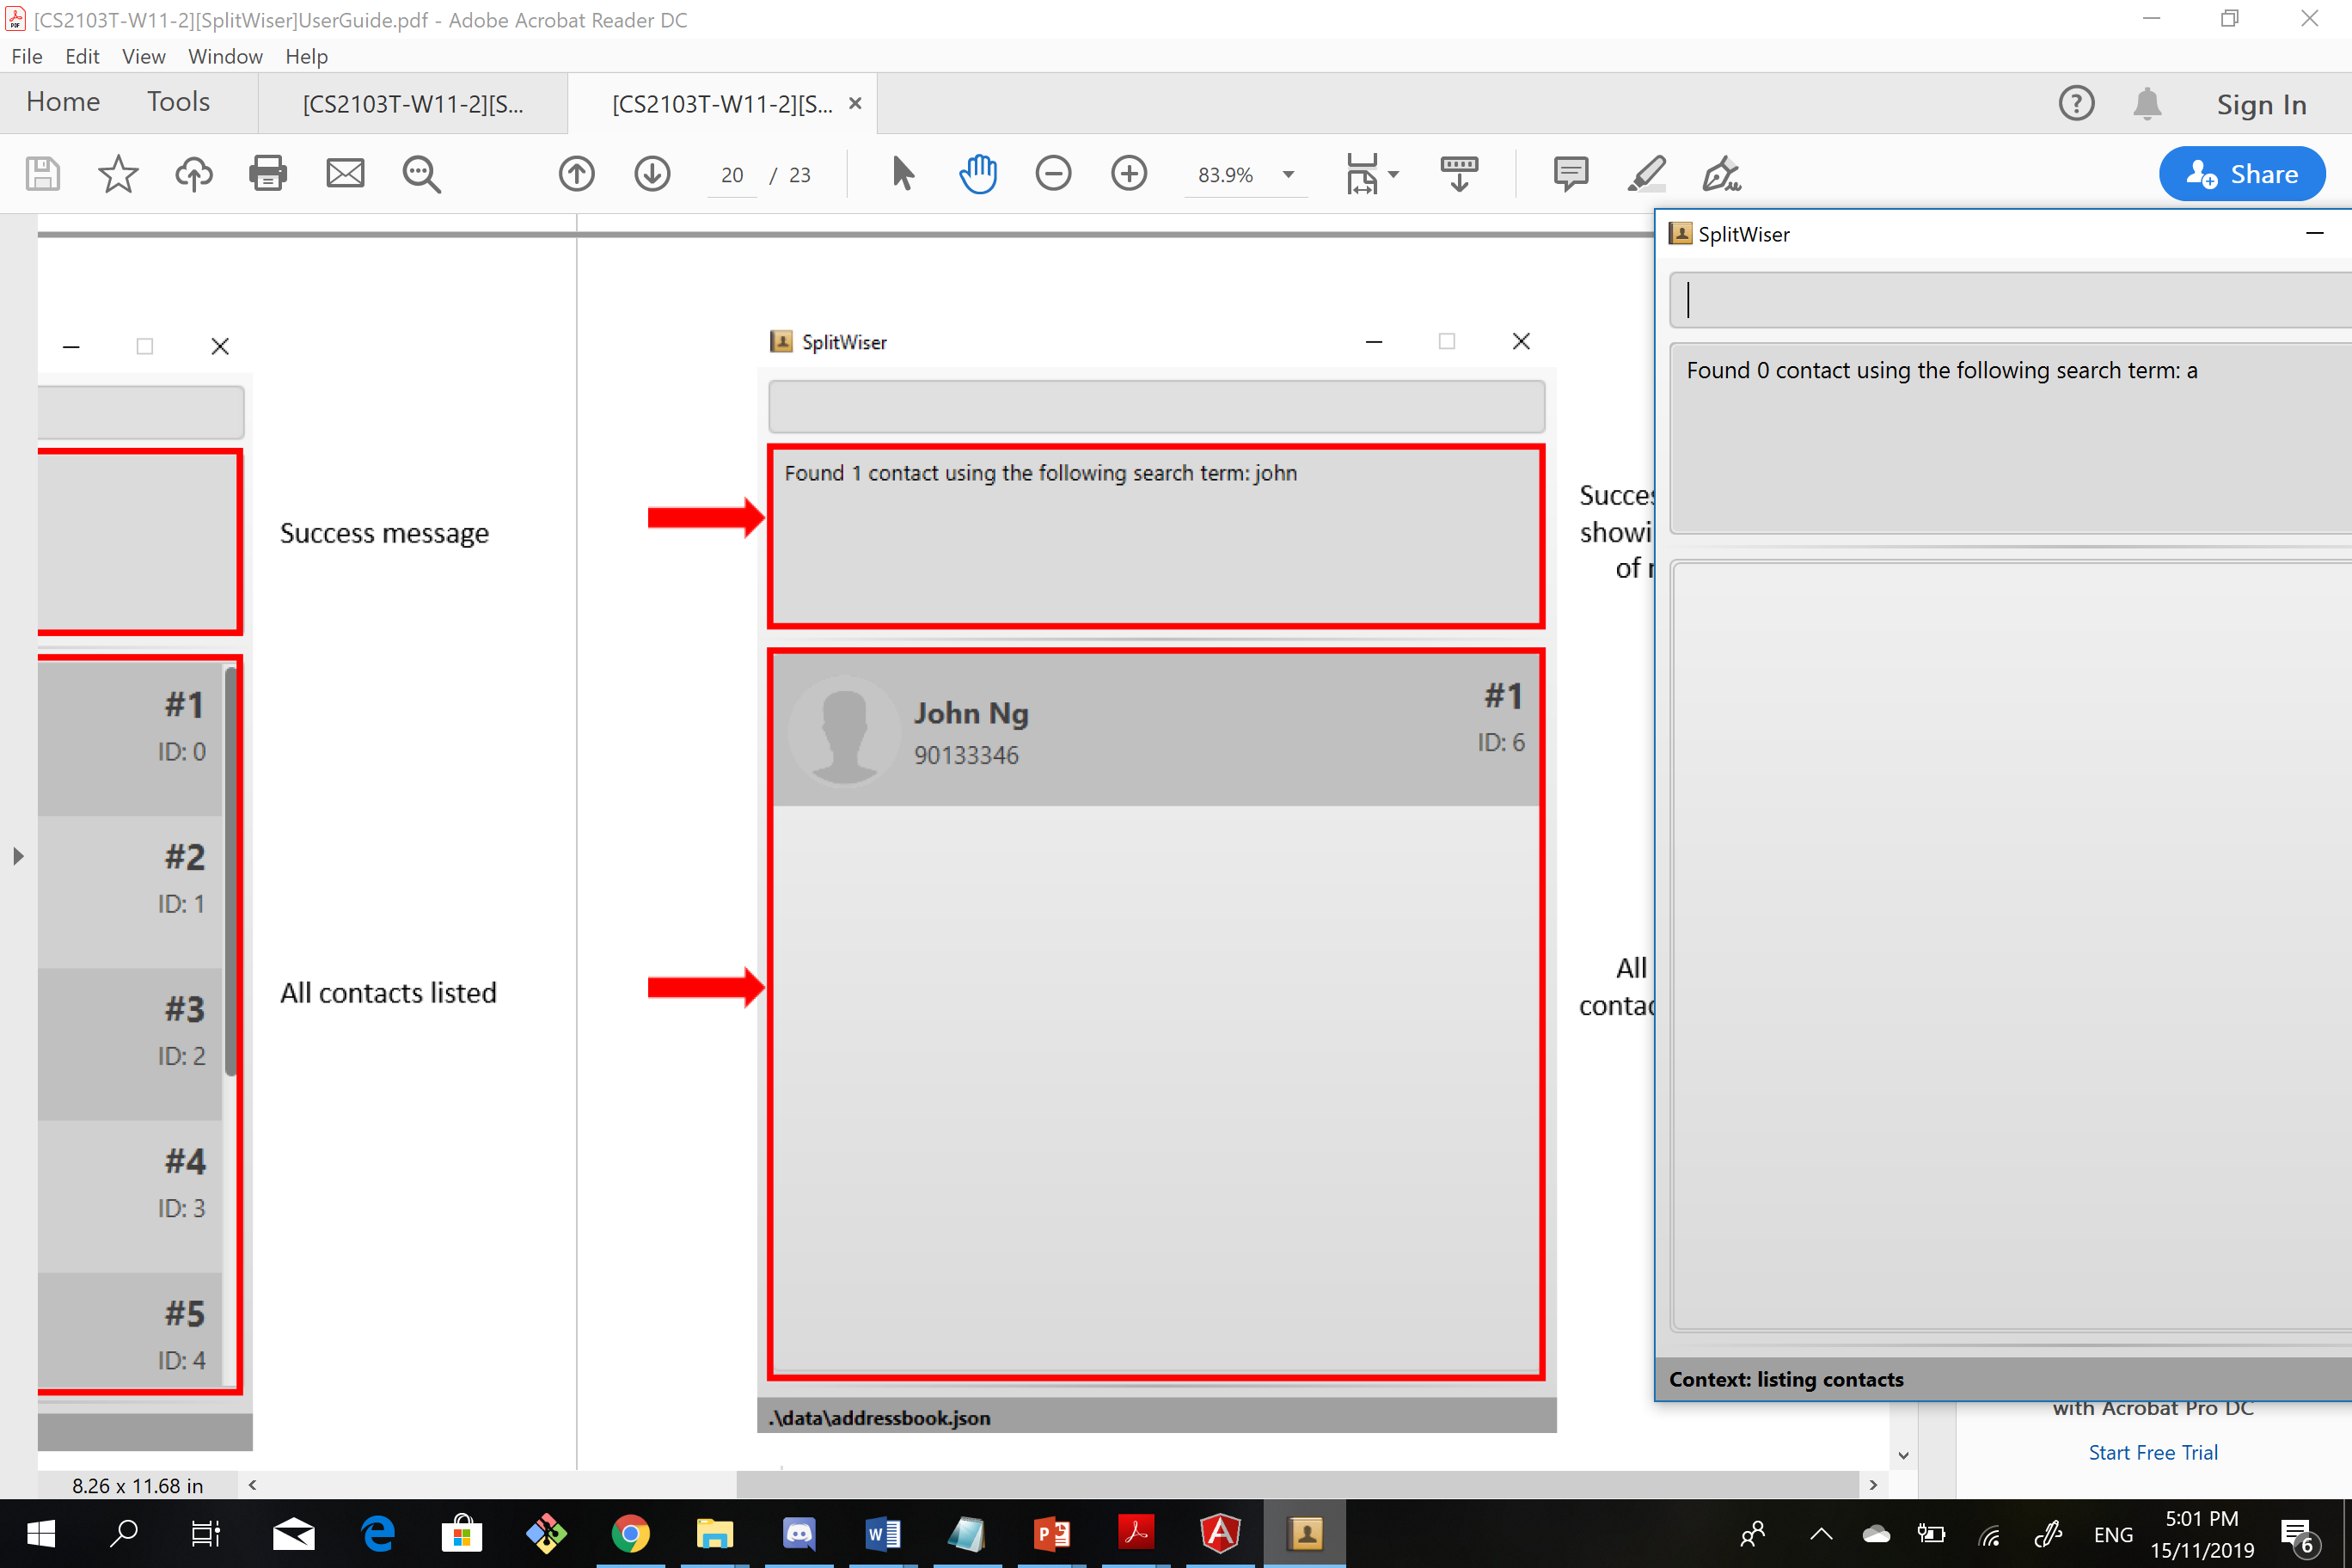 [CS2103T-W11-2][SplitWiser]UserGuide.pdf - Adobe Acrobat Reader DC
File Edit View Window Help
Home Tools [CS2103T-W11-2][S... [CS2103T-W11-2][S... Sign In
20 / 23 83.9% Share
Success message
#1
ID: 0
#2
ID: 1
#3
ID: 2
#4
ID: 3
#5
ID: 4
All contacts listed
SplitWiser
Found 1 contact using the following search term: john
John Ng
90133346
#1
ID: 6
.\data\addressbook.json
of
All
SplitWiser
Found 0 contact using the following search term: a
Context: listing contacts
with Acrobat Pro DC
Start Free Trial
8.26 x 11.68 in
ENG
5:01 PM
15/11/2019
6